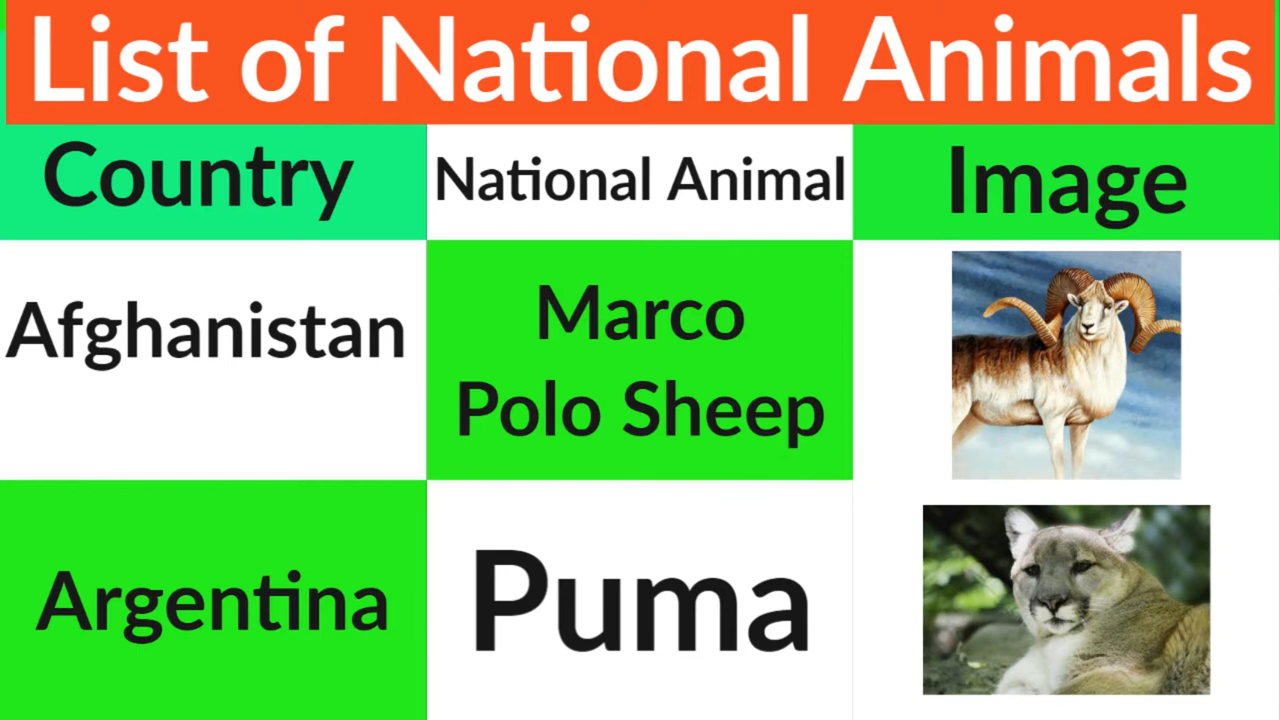 List of National Animals
Country
National Animal
Image
Afghanistan
Marco
Polo Sheep
Argentina
Puma